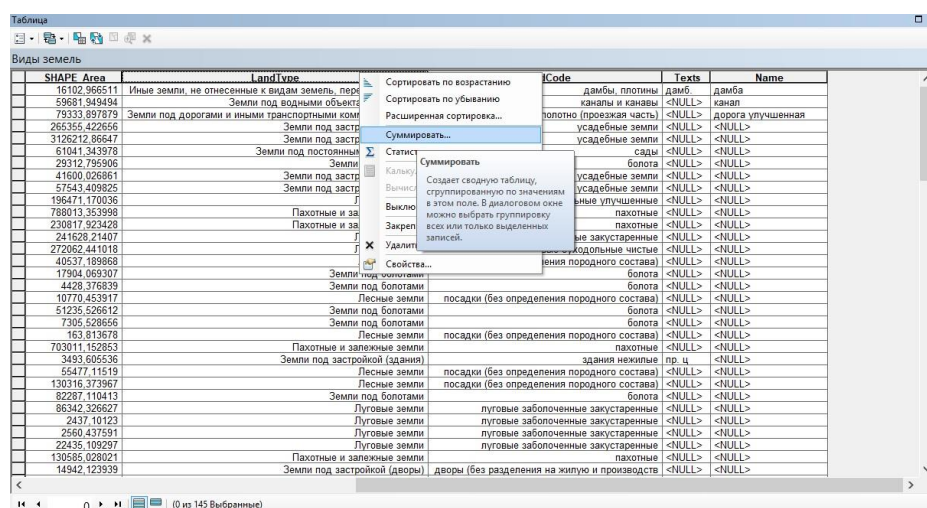 Таблица
Виды земель
SHAPE_Area LandType dCode Texts Name
16102,966511 Иные земли, не отнесенные к видам земель, пере дамбы, плотины дамб. дамба
59681,949494 Земли под водными объекта каналы и канавы <NULL> канал
79333,897879 Земли под дорогами и иными транспортными ком полотно (проезжая часть) <NULL> дорога улучшенная
265355,422656 Земли под застр усадебные земли <NULL> <NULL>
3126212,86647 Земли под застр усадебные земли <NULL> <NULL>
61041,343978 Земли под постоянны сады <NULL> <NULL>
29312,795906 Земли болота <NULL> <NULL>
41600,026861 Земли под застр усадебные земли <NULL> <NULL>
57543,409825 Земли под застр усадебные земли <NULL> <NULL>
196471,170036 Л ьные улучшенные <NULL> <NULL>
788013,353998 Пахотные и за пахотные <NULL> <NULL>
230817,923428 Пахотные и за пахотные <NULL> <NULL>
241628,21407 Л ые закустаренные <NULL> <NULL>
272062,441018 Л суходольные чистые <NULL> <NULL>
40537,189868 ения породного состава) <NULL> <NULL>
17904,069307 Земли под болотами болота <NULL> <NULL>
4428,376839 Земли под болотами болота <NULL> <NULL>
10770,453917 Лесные земли посадки (без определения породного состава) <NULL> <NULL>
51235,526612 Земли под болотами болота <NULL> <NULL>
7305,528656 Земли под болотами болота <NULL> <NULL>
163,813678 Лесные земли посадки (без определения породного состава) <NULL> <NULL>
703011,152853 Пахотные и залежные земли пахотные <NULL> <NULL>
3493,605536 Земли под застройкой (здания) здания нежилые пр. ц <NULL>
55477,11519 Лесные земли посадки (без определения породного состава) <NULL> <NULL>
130316,373967 Лесные земли посадки (без определения породного состава) <NULL> <NULL>
82287,110413 Земли под болотами болота <NULL> <NULL>
86342,326627 Луговые земли луговые заболоченные закустаренные <NULL> <NULL>
2437,10123 Луговые земли луговые заболоченные закустаренные <NULL> <NULL>
2560,437591 Луговые земли луговые заболоченные закустаренные <NULL> <NULL>
22435,109297 Луговые земли луговые заболоченные закустаренные <NULL> <NULL>
130585,028021 Пахотные и залежные земли пахотные <NULL> <NULL>
14942,123939 Земли под застройкой (дворы) дворы (без разделения на жилую и производств <NULL> <NULL>
Сортировать по возрастанию
Сортировать по убыванию
Расширенная сортировка...
Суммировать...
Статист
Кальку
Вычисл
Выклю
Закреп
Удалить
Свойства...
Суммировать
Создает сводную таблицу,
сгруппированную по значениям
в этом поле. В диалоговом окне
можно выбрать группировку
всех или только выделенных
записей.
0 (0 из 145 Выбранные)